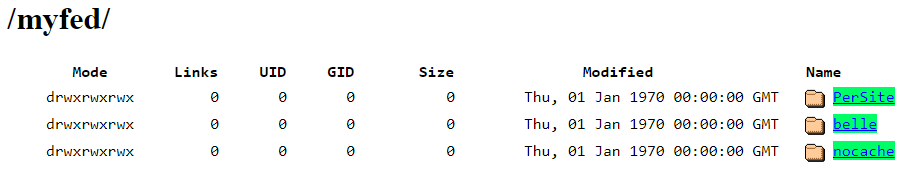 /myfed/
Mode Links UID GID Size Modified Name
drwxrwxrwx 0 0 0 0 Thu, 01 Jan 1970 00:00:00 GMT PerSite
drwxrwxrwx 0 0 0 0 Thu, 01 Jan 1970 00:00:00 GMT belle
drwxrwxrwx 0 0 0 0 Thu, 01 Jan 1970 00:00:00 GMT nocache